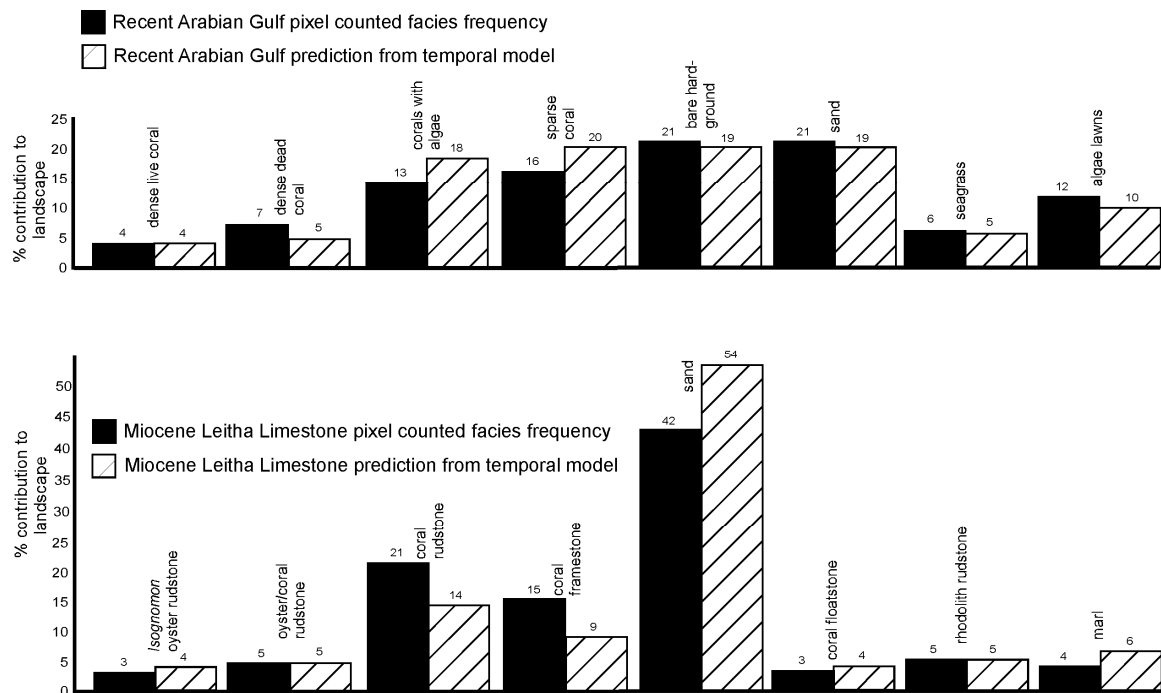 Recent Arabian Gulf pixel counted facies frequency
Recent Arabian Gulf prediction from temporal model
% contribution to
landscape
25
20
15
10
5
0
4
dense live coral
4
7
dense dead
coral
5
13
corals with
algae
18
16
sparse
coral
20
21
bare hard-
ground
19
21
sand
19
6
seagrass
5
12
algae lawns
10
% contribution to
landscape
50
45
40
35
30
25
20
15
10
5
0
Miocene Leitha Limestone pixel counted facies frequency
Miocene Leitha Limestone prediction from temporal model
3
Isognomon
oyster rudstone
4
5
oyster/coral
rudstone
5
21
coral
rudstone
14
15
coral
framestone
9
42
sand
54
3
coral floatstone
4
5
rhodolith rudstone
5
4
marl
6